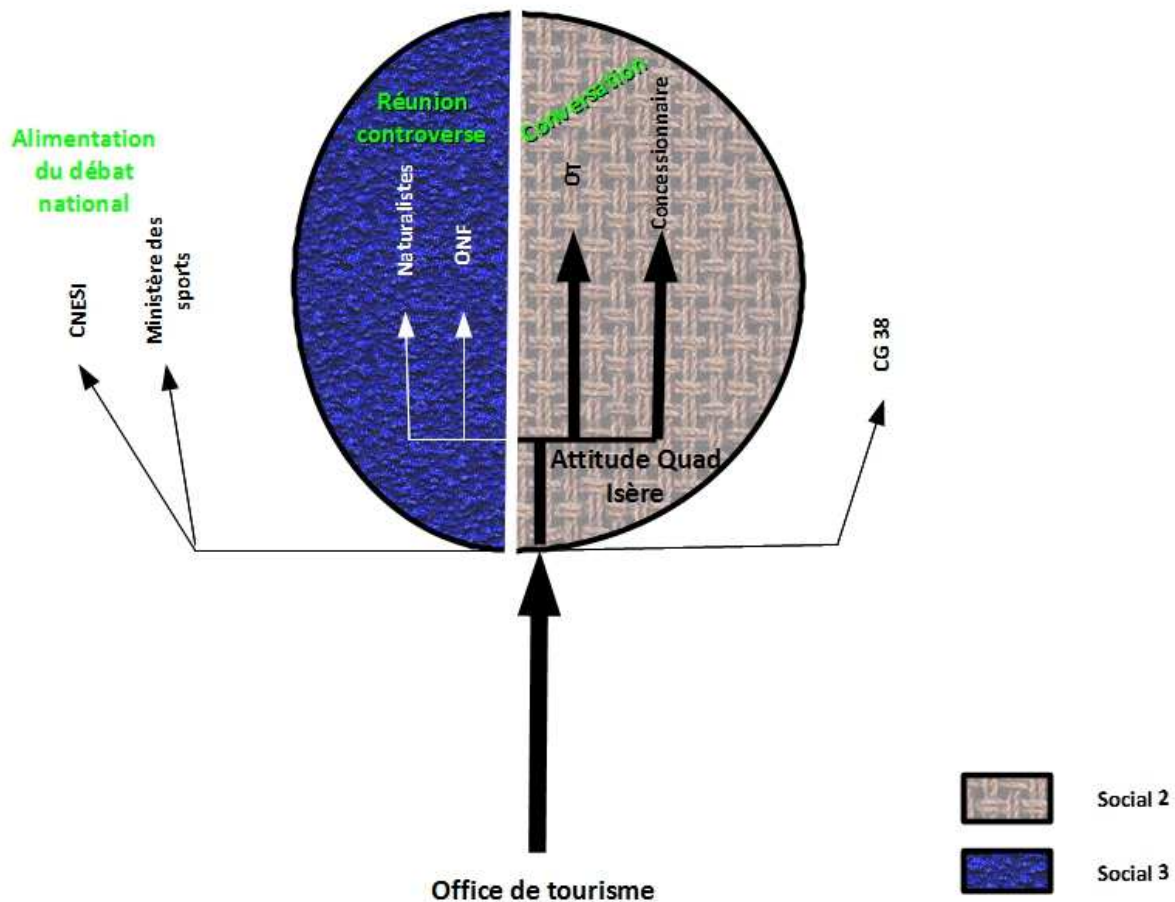 Alimentation
du débat
national
CNESI
Ministère des
sports
Réunion
controverse
Naturalistes
ONF
Conversation
OT
Concessionnaire
CG 38
Attitude Quad
Isère
Office de tourisme
Social 2
Social 3